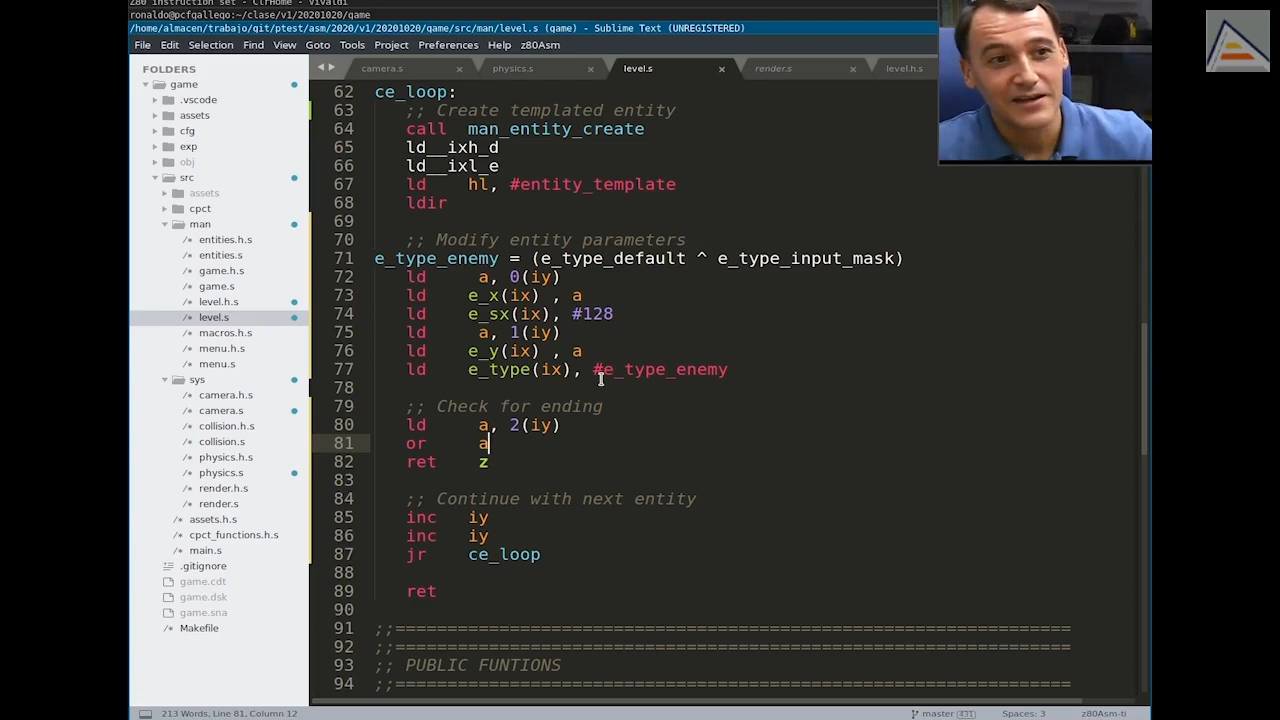 Z80 instruction set - ClrHome - Vivaldi
ronaldo@pcfgallego:~/clase/v1/20201020/game
/home/almacen/trabajo/git/ptest/asm/2020/v1/20201020/game/src/man/level.s (game) - Sublime Text (UNREGISTERED)
File Edit Selection Find View Goto Tools Project Preferences Help z80Asm
FOLDERS
game
.vscode
assets
cfg
exp
obj
src
assets
cpct
man
entities.h.s
entities.s
game.h.s
game.s
level.h.s
level.s
macros.h.s
menu.h.s
menu.s
sys
camera.h.s
camera.s
collision.h.s
collision.s
physics.h.s
physics.s
render.h.s
render.s
assets.h.s
cpct_functions.h.s
main.s
.gitignore
game.cdt
game.dsk
game.sna
Makefile
camera.s physics.s level.s render.s level.h.s
62 ce_loop:
63 ;; Create templated entity
64 call man_entity_create
65 ld__ixh_d
66 ld__ixl_e
67 ld hl, #entity_template
68 ldir
69
70 ;; Modify entity parameters
71 e_type_enemy = (e_type_default ^ e_type_input_mask)
72 ld a, 0(iy)
73 ld e_x(ix) , a
74 ld e_sx(ix), #128
75 ld a, 1(iy)
76 ld e_y(ix) , a
77 ld e_type(ix), #e_type_enemy
78
79 ;; Check for ending
80 ld a, 2(iy)
81 or a
82 ret z
83
84 ;; Continue with next entity
85 inc iy
86 inc iy
87 jr ce_loop
88
89 ret
90
91 ;;=================================================================
92 ;;=================================================================
93 ;; PUBLIC FUNTIONS
94 ;;=================================================================
213 Words, Line 81, Column 12 master 431 Spaces: 3 z80Asm-ti